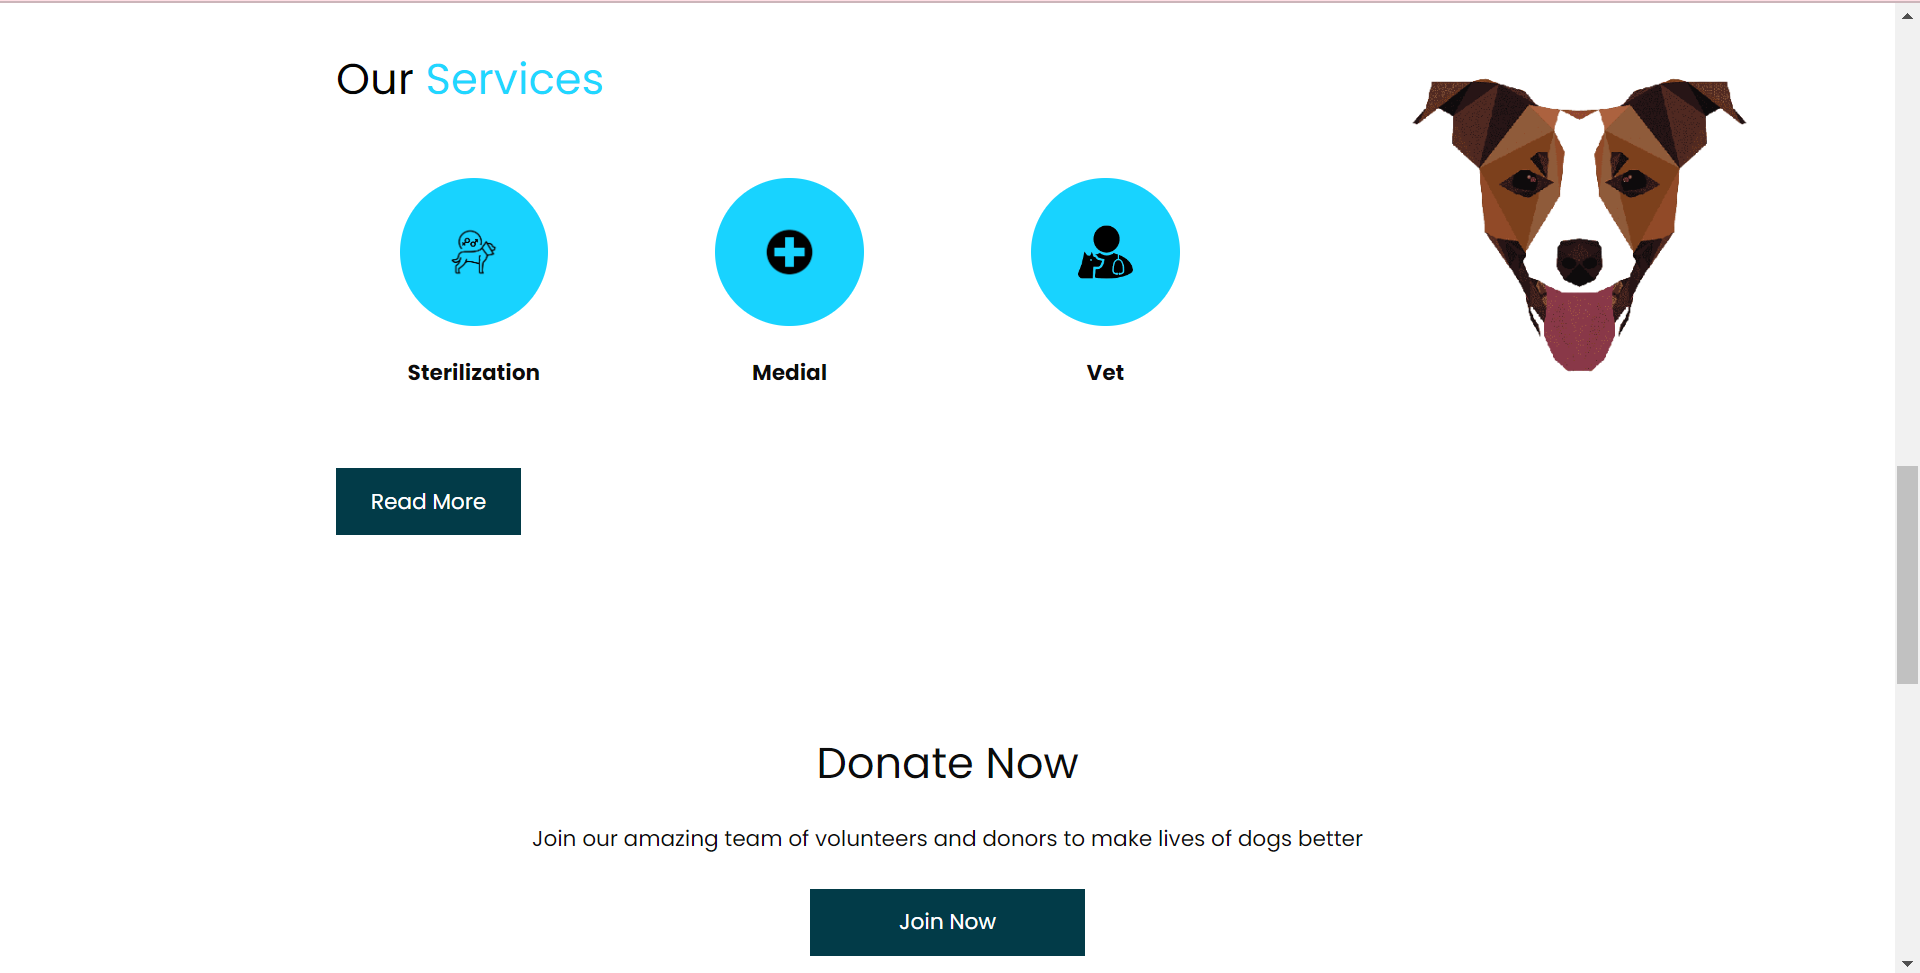 Our Services
Sterilization
Medial
Vet
Read More
Donate Now
Join our amazing team of volunteers and donors to make lives of dogs better
Join Now